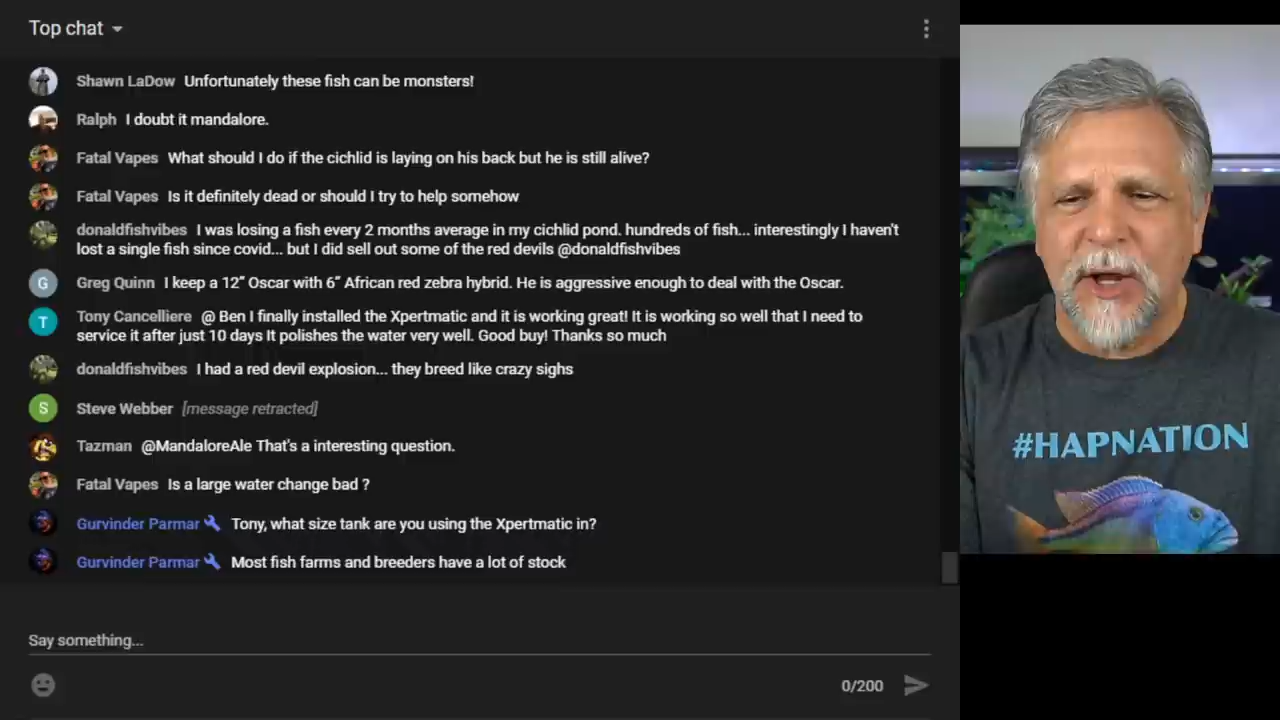 Top chat
Shawn LaDow Unfortunately these fish can be monsters!
Ralph I doubt it mandalore.
Fatal Vapes What should I do if the cichlid is laying on his back but he is still alive?
Fatal Vapes Is it definitely dead or should I try to help somehow
donaldfishvibes I was losing a fish every 2 months average in my cichlid pond. hundreds of fish... interestingly I haven't
lost a single fish since covid... but I did sell out some of the red devils @donaldfishvibes
G Greg Quinn I keep a 12” Oscar with 6” African red zebra hybrid. He is aggressive enough to deal with the Oscar.
T Tony Cancelliere @ Ben I finally installed the Xpertmatic and it is working great! It is working so well that I need to
service it after just 10 days It polishes the water very well. Good buy! Thanks so much
donaldfishvibes I had a red devil explosion... they breed like crazy sighs
S Steve Webber [message retracted]
Tazman @MandaloreAle That's a interesting question.
Fatal Vapes Is a large water change bad ?
Gurvinder Parmar Tony, what size tank are you using the Xpertmatic in?
Gurvinder Parmar Most fish farms and breeders have a lot of stock
Say something...
0/200
#HAPNATION